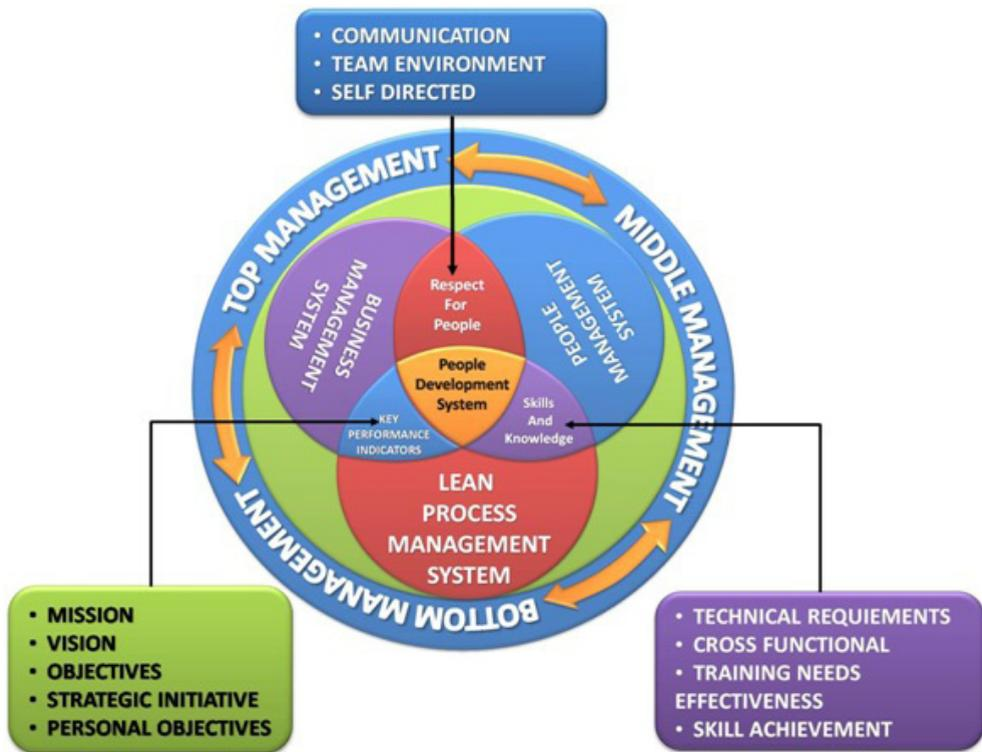 • COMMUNICATION
• TEAM ENVIRONMENT
• SELF DIRECTED
TOP MANAGEMENT
MIDDLE MANAGEMENT
BOTTOM MANAGEMENT
BUSINESS
MANAGEMENT
SYSTEM
Respect
For
People
PEOPLE
MANAGEMENT
SYSTEM
People
Development
System
KEY
PERFORMANCE
INDICATORS
Skills
And
Knowledge
LEAN
PROCESS
MANAGEMENT
SYSTEM
• MISSION
• VISION
• OBJECTIVES
• STRATEGIC INITIATIVE
• PERSONAL OBJECTIVES
• TECHNICAL REQUIEMENTS
• CROSS FUNCTIONAL
• TRAINING NEEDS
EFFECTIVENESS
• SKILL ACHIEVEMENT